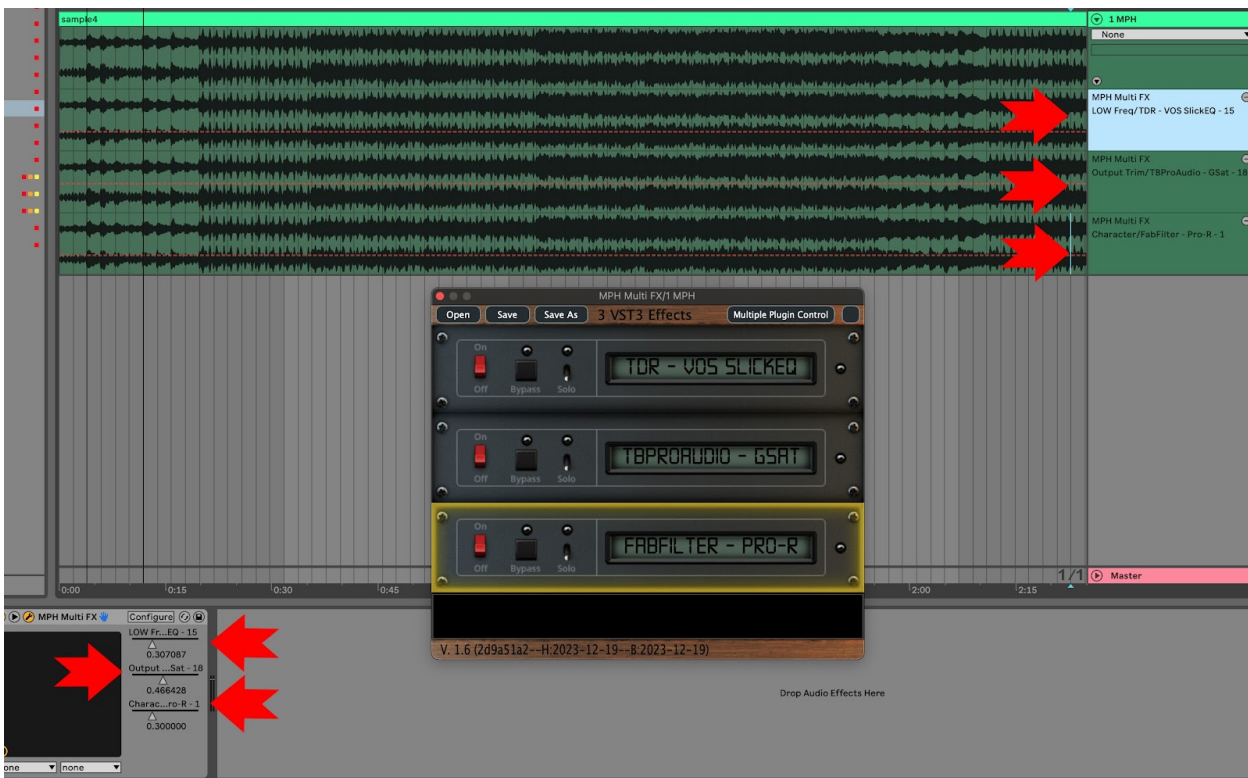 sample4
1 MPH
None
MPH Multi FX
LOW Freq/TDR - VOS SlickEQ - 15
MPH Multi FX
Output Trim/TBProAudio - GSat - 18
MPH Multi FX
Character/FabFilter - Pro-R - 1
MPH Multi FX/1 MPH
Open Save Save As 3 VST3 Effects Multiple Plugin Control
On
Off Bypass Solo
TDR - VOS SLICKEQ
On
Off Bypass Solo
TBPROAUDIO - GSAT
On
Off Bypass Solo
FABFILTER - PRO-R
V. 1.6 (2d9a51a2--H:2023-12-19--B:2023-12-19)
1/1 Master
0:00 0:15 0:30 0:45 2:00 2:15
MPH Multi FX Configure
LOW Fr...EQ - 15
0.307087
Output ...Sat - 18
0.466428
Charac...ro-R - 1
0.300000
one none
Drop Audio Effects Here